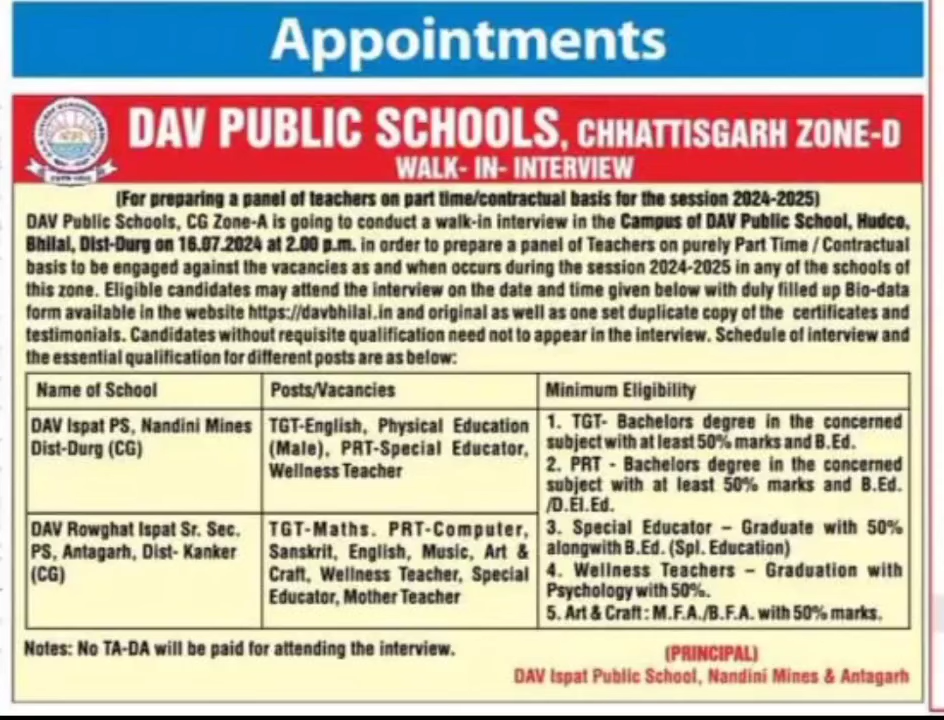 Appointments
DAV PUBLIC SCHOOLS, CHHATTISGARH ZONE-D
WALK- IN- INTERVIEW
(For preparing a panel of teachers on part time/contractual basis for the session 2024-2025)
DAV Public Schools, CG Zone-A is going to conduct a walk-in interview in the Campus of DAV Public School, Hudco,
Bhilai, Dist-Durg on 16.07.2024 at 2.00 p.m. in order to prepare a panel of Teachers on purely Part Time / Contractual
basis to be engaged against the vacancies as and when occurs during the session 2024-2025 in any of the schools of
this zone. Eligible candidates may attend the interview on the date and time given below with duly filled up Bio-data
form available in the website https://davbhilai.in and original as well as one set duplicate copy of the certificates and
testimonials. Candidates without requisite qualification need not to appear in the interview. Schedule of interview and
the essential qualification for different posts are as below:
Name of School
Posts/Vacancies
Minimum Eligibility
DAV Ispat PS, Nandini Mines
Dist-Durg (CG)
TGT-English, Physical Education
(Male), PRT-Special Educator,
Wellness Teacher
1. TGT- Bachelors degree in the concerned
subject with at least 50% marks and B.Ed.
2. PRT - Bachelors degree in the concerned
subject with at least 50% marks and B.Ed.
/D.El.Ed.
DAV Rowghat Ispat Sr. Sec.
PS, Antagarh, Dist- Kanker
(CG)
TGT-Maths. PRT-Computer,
Sanskrit, English, Music, Art &
Craft, Wellness Teacher, Special
Educator, Mother Teacher
3. Special Educator – Graduate with 50%
alongwith B.Ed. (Spl. Education)
4. Wellness Teachers – Graduation with
Psychology with 50%.
5. Art & Craft : M.F.A./B.F.A. with 50% marks.
Notes: No TA-DA will be paid for attending the interview.
(PRINCIPAL)
DAV Ispat Public School, Nandini Mines & Antagarh